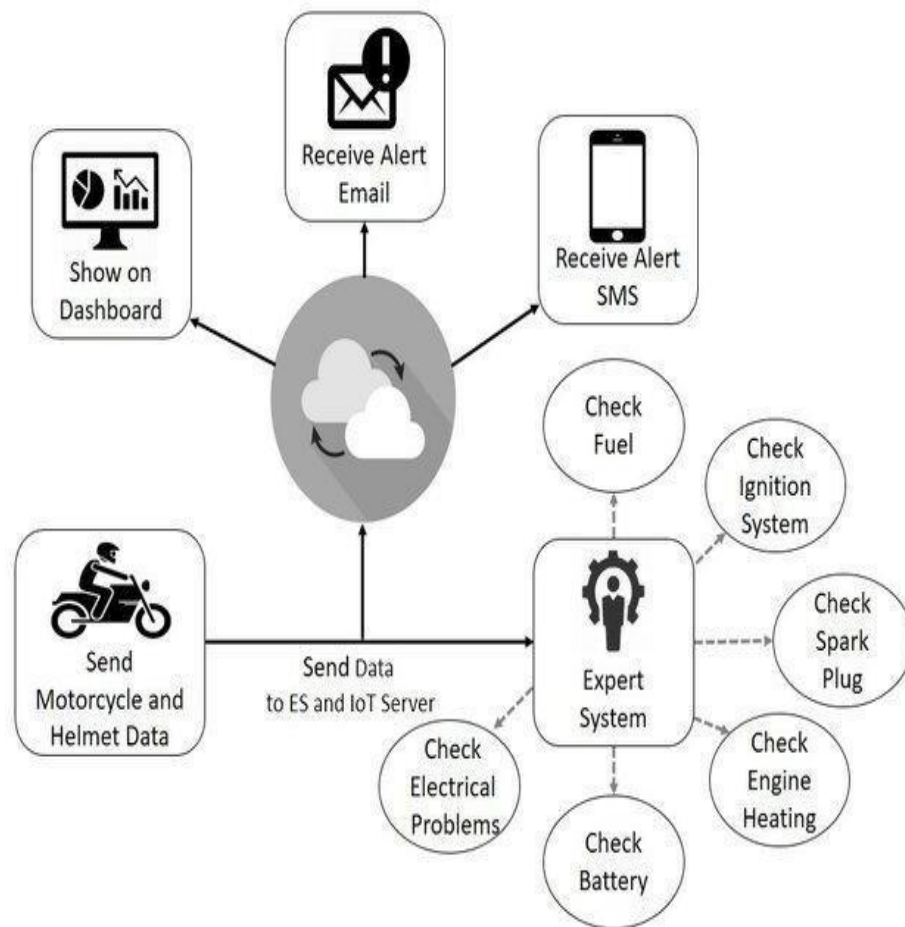 Receive Alert
Email
Show on
Dashboard
Receive Alert
SMS
Check
Fuel
Check
Ignition
System
Send
Motorcycle and
Helmet Data
Send Data
to ES and IoT Server
Expert
System
Check
Spark
Plug
Check
Electrical
Problems
Check
Battery
Check
Engine
Heating